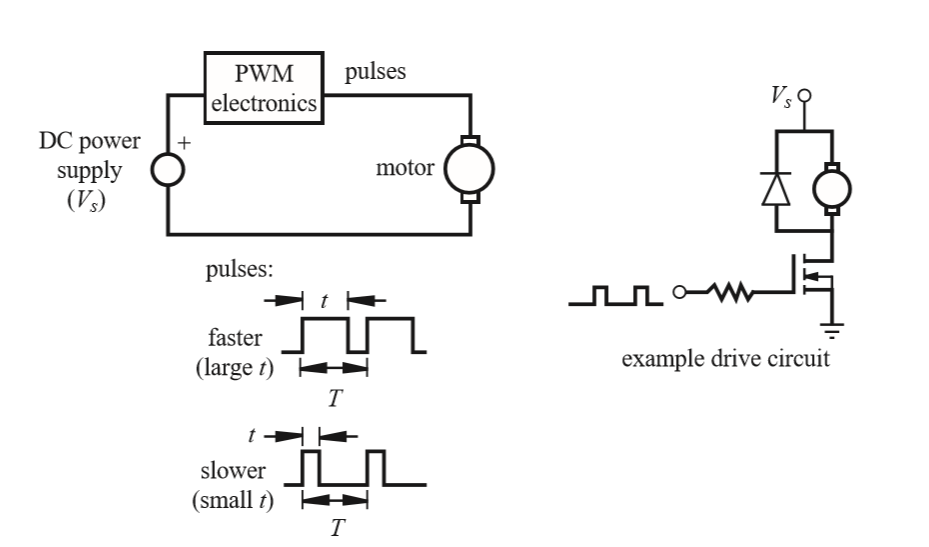 PWM
electronics
pulses
DC power
supply
(Vs)
+
motor
pulses:
t
faster
(large t)
T
t
slower
(small t)
T
Vs
example drive circuit